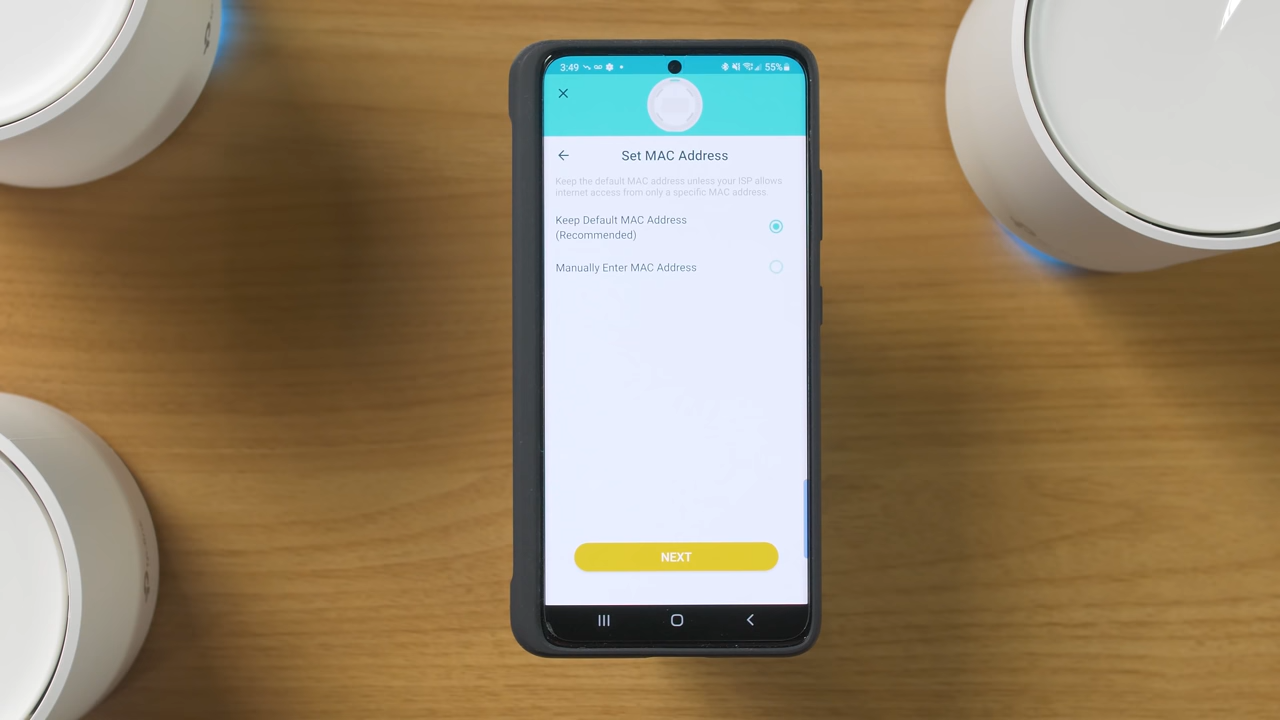 3:49
55%
Set MAC Address
Keep the default MAC address unless your ISP allows
internet access from only a specific MAC address.
Keep Default MAC Address
(Recommended)
Manually Enter MAC Address
NEXT